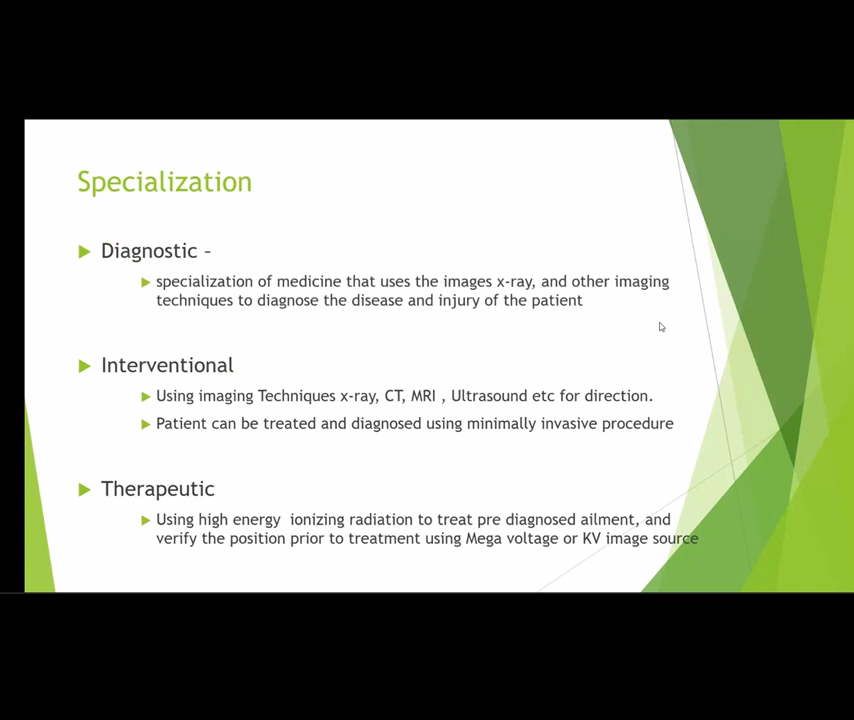 Specialization
Diagnostic –
specialization of medicine that uses the images x-ray, and other imaging
techniques to diagnose the disease and injury of the patient
Interventional
Using imaging Techniques x-ray, CT, MRI , Ultrasound etc for direction.
Patient can be treated and diagnosed using minimally invasive procedure
Therapeutic
Using high energy  ionizing radiation to treat pre diagnosed ailment, and
verify the position prior to treatment using Mega voltage or KV image source